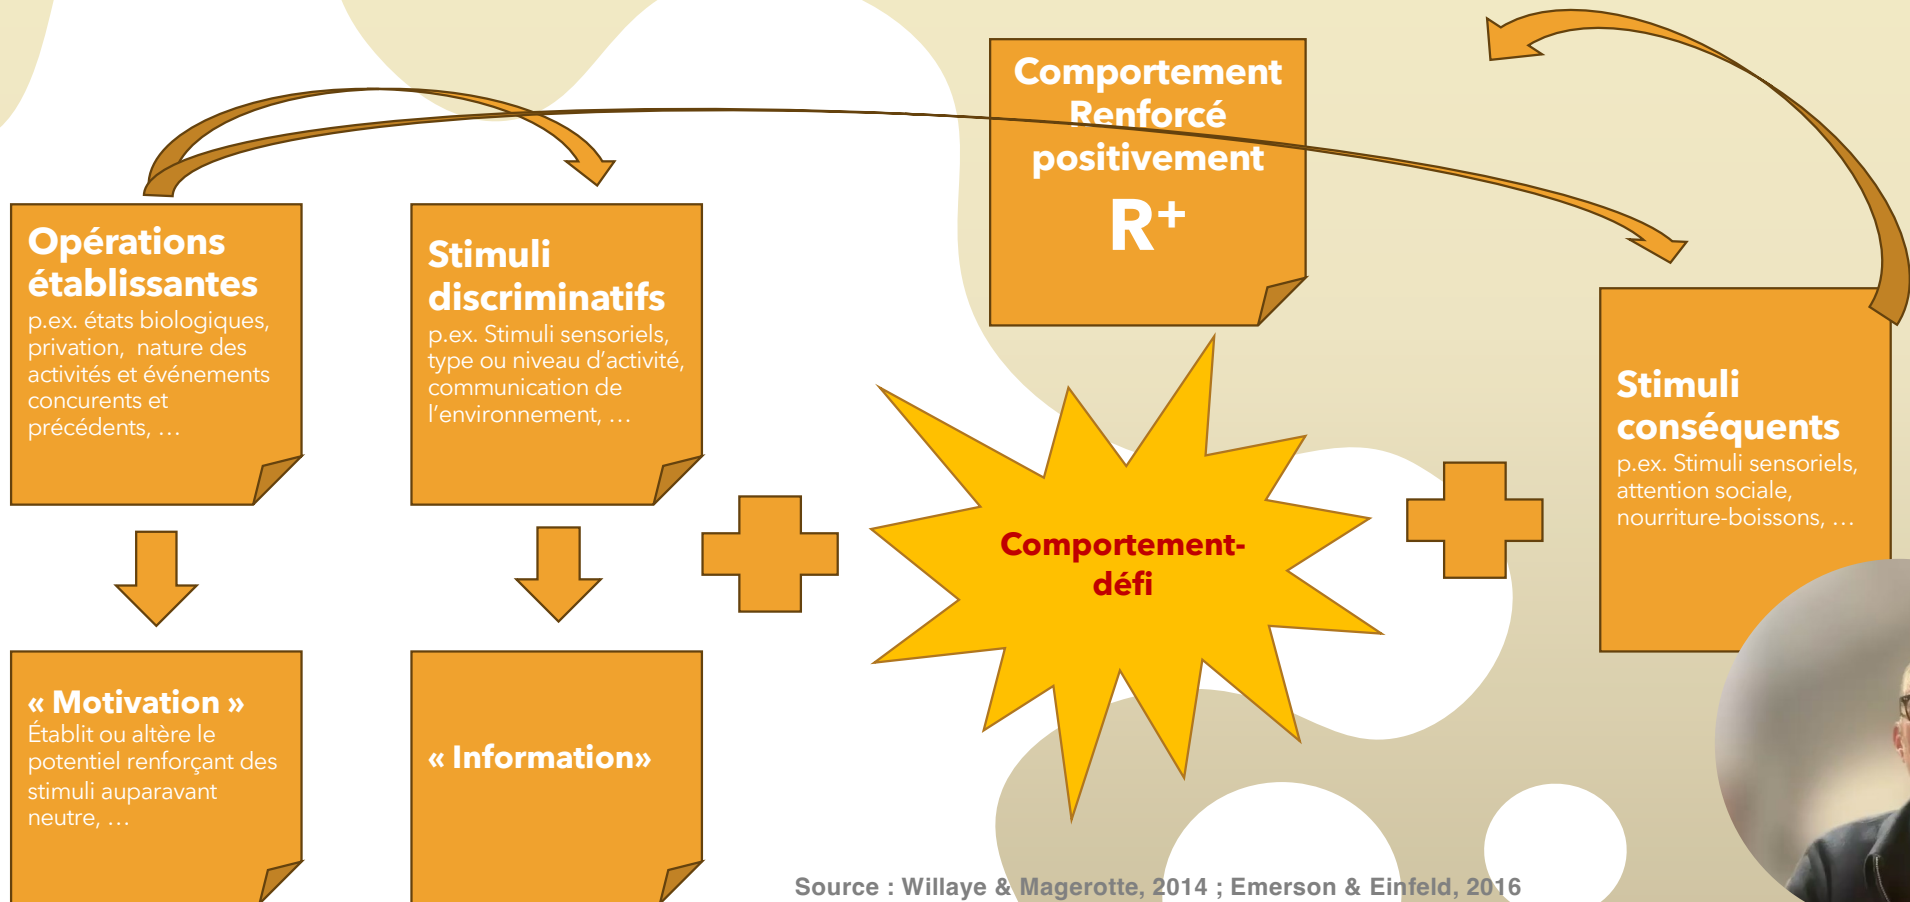 Comportement
Renforcé
positivement
R+
Opérations
établissantes
p.ex. états biologiques,
privation, nature des
activités et événements
concurents et
précédents, …
Stimuli
discriminatifs
p.ex. Stimuli sensoriels,
type ou niveau d’activité,
communication de
l’environnement, …
Stimuli
conséquents
p.ex. Stimuli sensoriels,
attention sociale,
nourriture-boissons, …
Comportement-
défi
« Motivation »
Établit ou altère le
potentiel renforçant des
stimuli auparavant
neutre, …
« Information»
Source : Willaye & Magerotte, 2014 ; Emerson & Einfeld, 2016